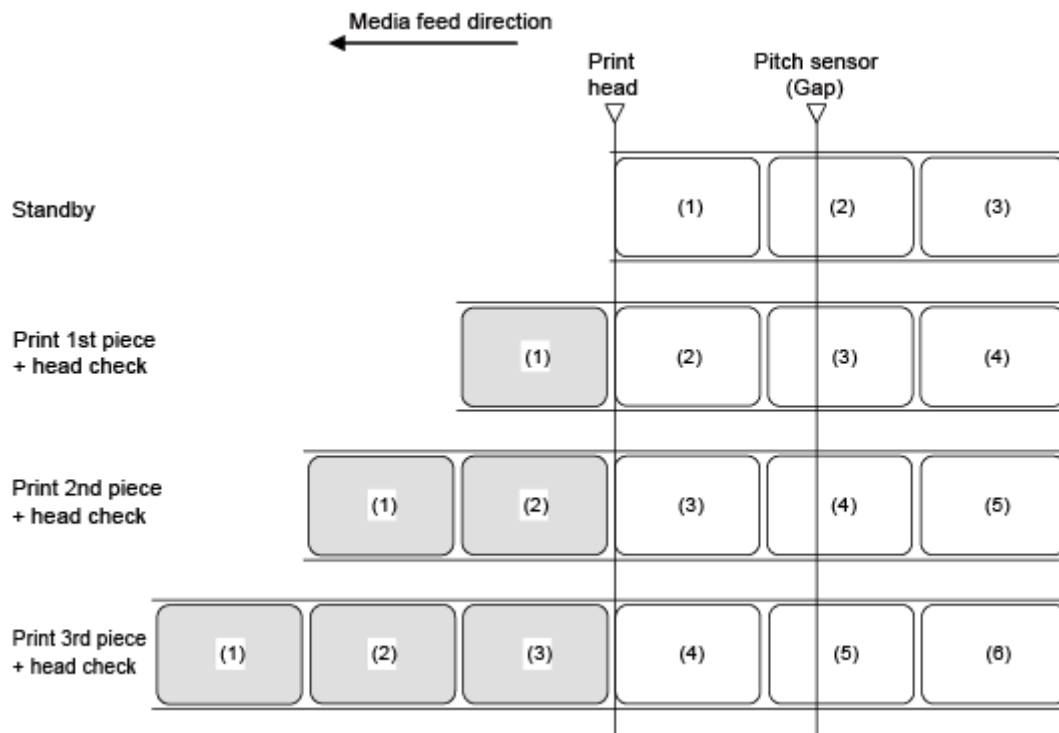 Media feed direction
Print
head
Pitch sensor
(Gap)
Standby
(1)
(2)
(3)
Print 1st piece
+ head check
(1)
(2)
(3)
(4)
Print 2nd piece
+ head check
(1)
(2)
(3)
(4)
(5)
Print 3rd piece
+ head check
(1)
(2)
(3)
(4)
(5)
(6)